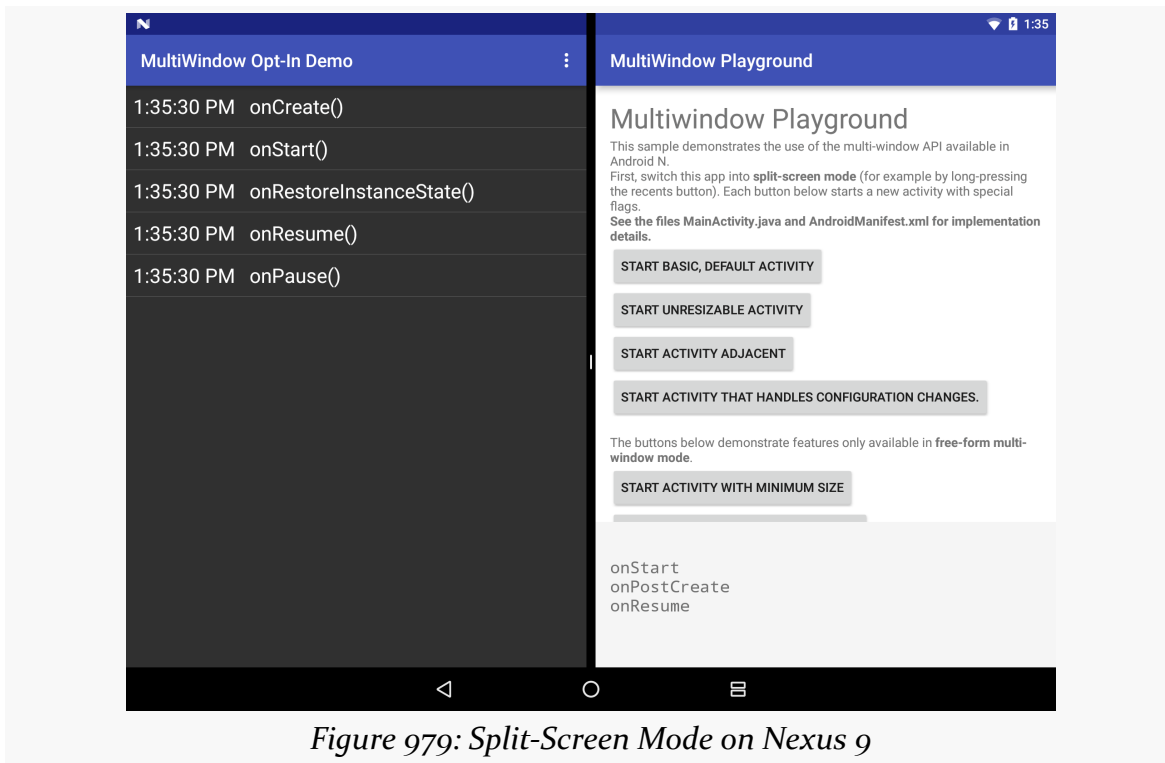 1:35
MultiWindow Opt-In Demo
1:35:30 PM onCreate()
1:35:30 PM onStart()
1:35:30 PM onRestoreInstanceState()
1:35:30 PM onResume()
1:35:30 PM onPause()
MultiWindow Playground
Multiwindow Playground
This sample demonstrates the use of the multi-window API available in
Android N.
First, switch this app into split-screen mode (for example by long-pressing
the recents button). Each button below starts a new activity with special
flags.
See the files MainActivity.java and AndroidManifest.xml for implementation
details.
START BASIC, DEFAULT ACTIVITY
START UNRESIZABLE ACTIVITY
START ACTIVITY ADJACENT
START ACTIVITY THAT HANDLES CONFIGURATION CHANGES.
The buttons below demonstrate features only available in free-form multi-
window mode.
START ACTIVITY WITH MINIMUM SIZE
onStart
onPostCreate
onResume
Figure 979: Split-Screen Mode on Nexus 9